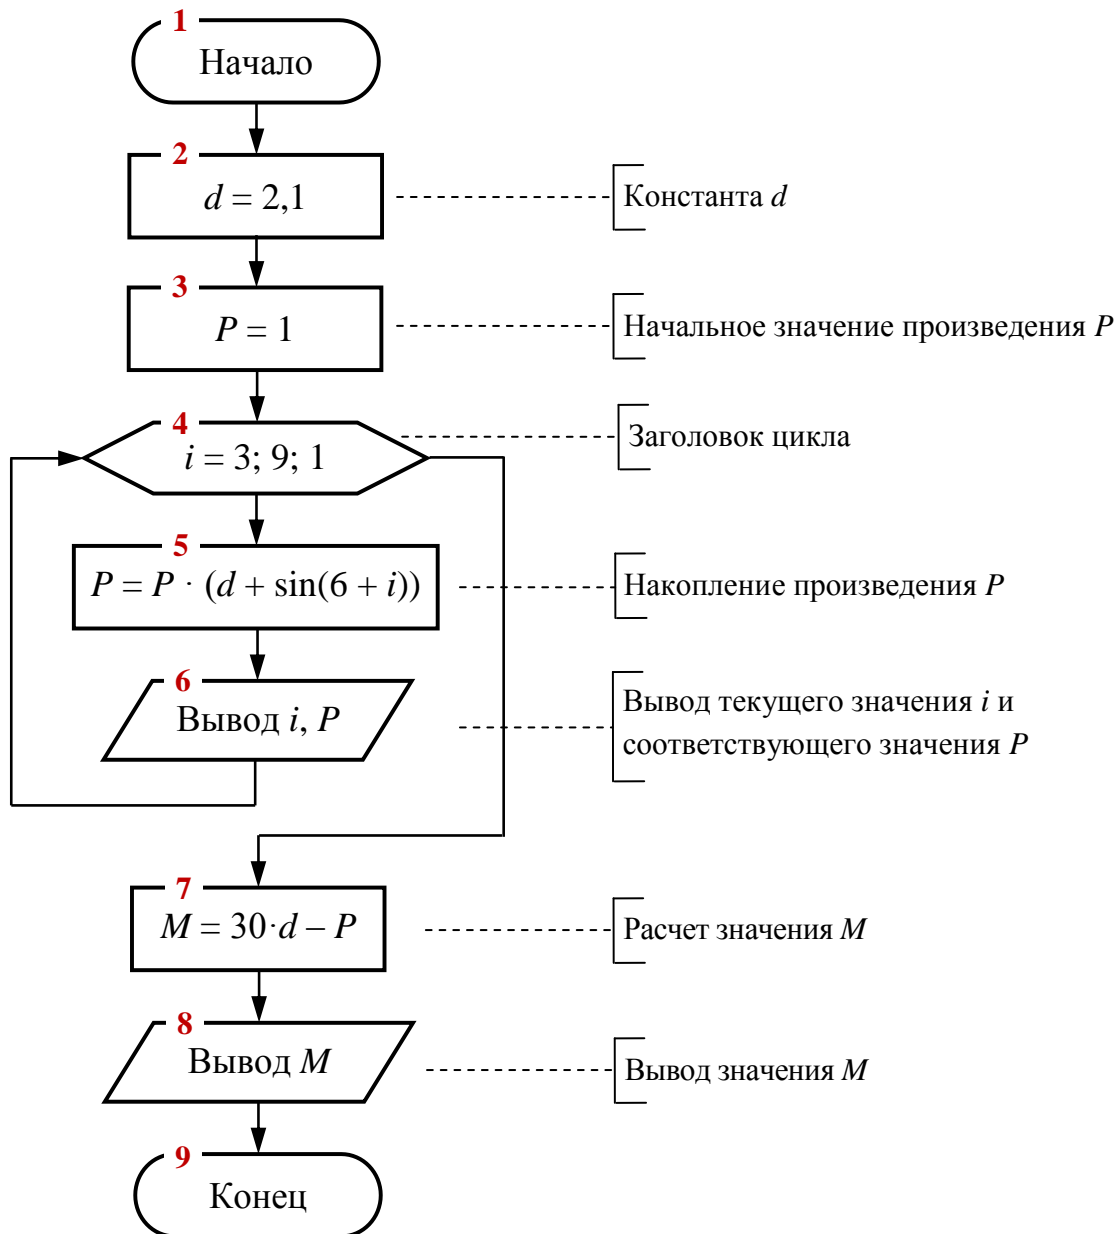 1
Начало
2
d = 2,1
Константа d
3
P = 1
Начальное значение произведения P
4
i = 3; 9; 1
Заголовок цикла
5
P = P · (d + sin(6 + i))
Накопление произведения P
6
Вывод i, P
Вывод текущего значения i и
соответствующего значения P
7
M = 30·d – P
Расчет значения M
8
Вывод M
Вывод значения M
9
Конец